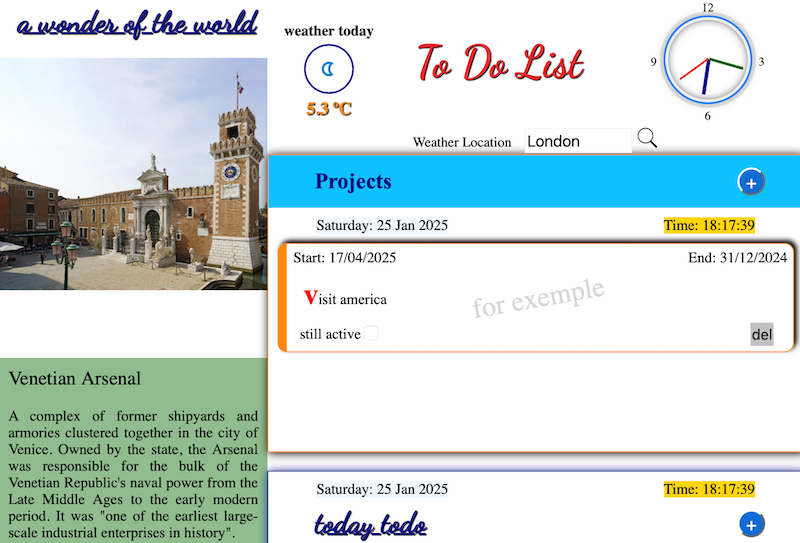 a wonder of the world
weather today
5.3 °C
To Do List
12
9
3
6
Weather Location London
Projects
+
Saturday: 25 Jan 2025 Time: 18:17:39
Start: 17/04/2025 End: 31/12/2024
Visit america
for exemple
still active del
Venetian Arsenal
A complex of former shipyards and
armories clustered together in the city of
Venice. Owned by the state, the Arsenal
was responsible for the bulk of the
Venetian Republic's naval power from the
Late Middle Ages to the early modern
period. It was "one of the earliest large-
scale industrial enterprises in history".
Saturday: 25 Jan 2025 Time: 18:17:39
today todo
+